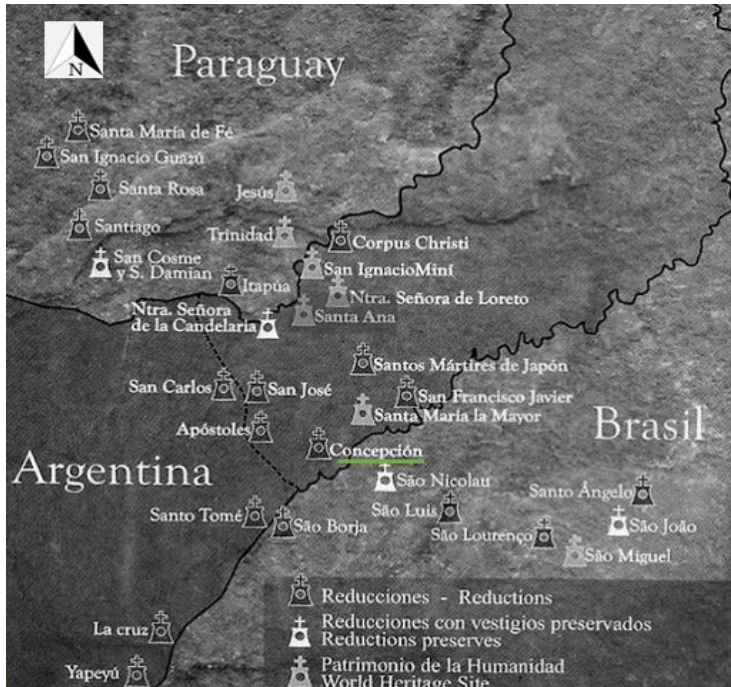 N
Paraguay
Santa María de Fé
San Ignacio Guazú
Santa Rosa
Jesús
Santiago
Trinidad
Corpus Christi
San Cosme
y S. Damian
San IgnacioMiní
Itapúa
Ntra. Señora de Loreto
Ntra. Señora
de la Candelaria
Santa Ana
Santos Mártires de Japón
San Carlos
San José
San Francisco Javier
Santa María la Mayor
Apóstoles
Brasil
Concepción
Argentina
São Nicolau
Santo Ângelo
Santo Tomé
São Borja
São Luis
São João
São Lourenço
São Miguel
Reducciones - Reductions
Reducciones con vestigios preservados
Reductions preserves
La cruz
Patrimonio de la Humanidad
World Heritage Site
Yapeyú